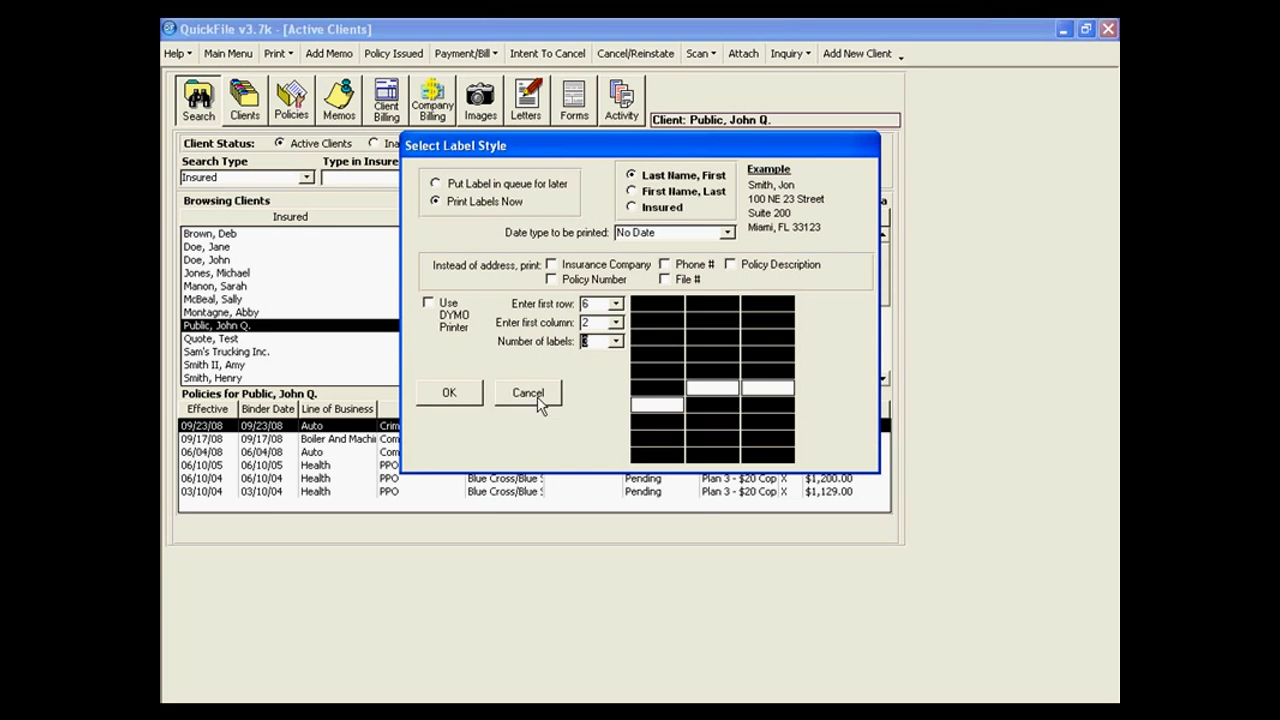 QuickFile v3.7k - [Active Clients]
Help Main Menu Print Add Memo Policy Issued Payment/Bill Intent To Cancel Cancel/Reinstate Scan Attach Inquiry Add New Client
Search Clients Policies Memos Client Billing Company Billing Images Letters Forms Activity
Client: Public, John Q.
Client Status: Active Clients Ina
Search Type Type in Insure
Insured
Browsing Clients
Insured
Brown, Deb
Doe, Jane
Doe, John
Jones, Michael
Manon, Sarah
McBeal, Sally
Montagne, Abby
Public, John Q.
Quote, Test
Sam's Trucking Inc.
Smith II, Amy
Smith, Henry
Select Label Style
Put Label in queue for later
Print Labels Now
Last Name, First
First Name, Last
Insured
Example
Smith, Jon
100 NE 23 Street
Suite 200
Miami, FL 33123
Date type to be printed: No Date
Instead of address, print: Insurance Company Phone # Policy Description
Policy Number File #
Use DYMO Printer
Enter first row: 6
Enter first column: 2
Number of labels: 3
OK Cancel
Policies for Public, John Q.
Effective Binder Date Line of Business
09/23/08 09/23/08 Auto Crim
09/17/08 09/17/08 Boiler And Machi Com
06/04/08 06/04/08 Auto Com
06/10/05 06/10/05 Health PPO
06/10/04 06/10/04 Health PPO Blue Cross/Blue Pending Plan 3 - $20 Cop X $1,200.00
03/10/04 03/10/04 Health PPO Blue Cross/Blue Pending Plan 3 - $20 Cop X $1,129.00